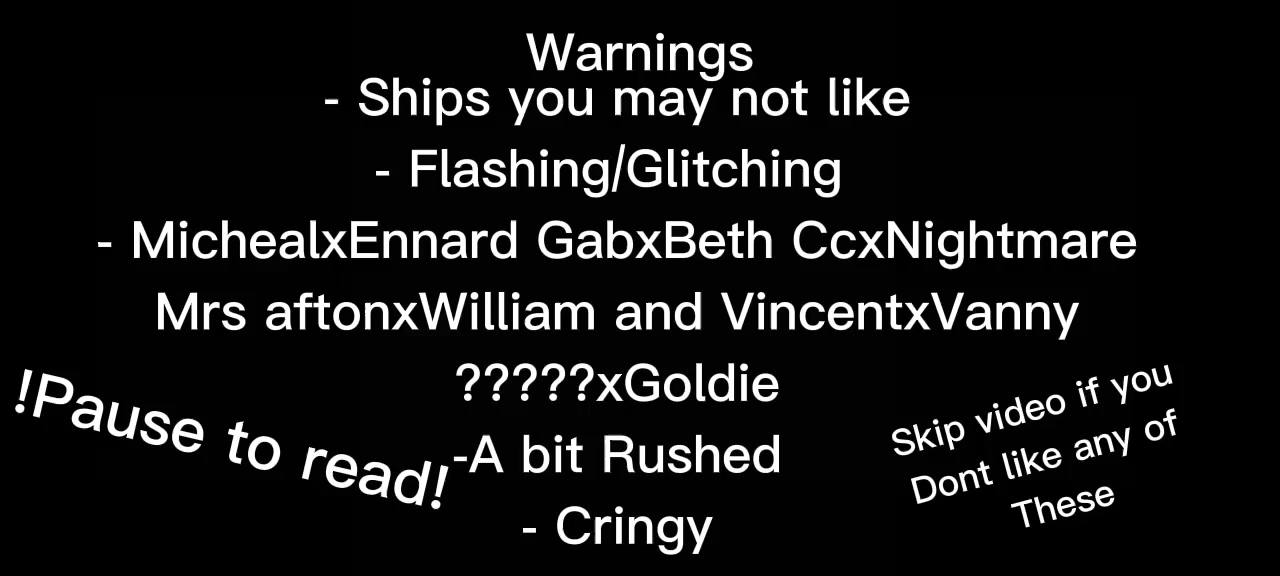 Warnings
- Ships you may not like
- Flashing/Glitching
- MichealxEnnard GabxBeth CcxNightmare
Mrs aftonxWilliam and VincentxVanny
?????xGoldie
-A bit Rushed
- Cringy
!Pause to read!
Skip video if you
Dont like any of
These